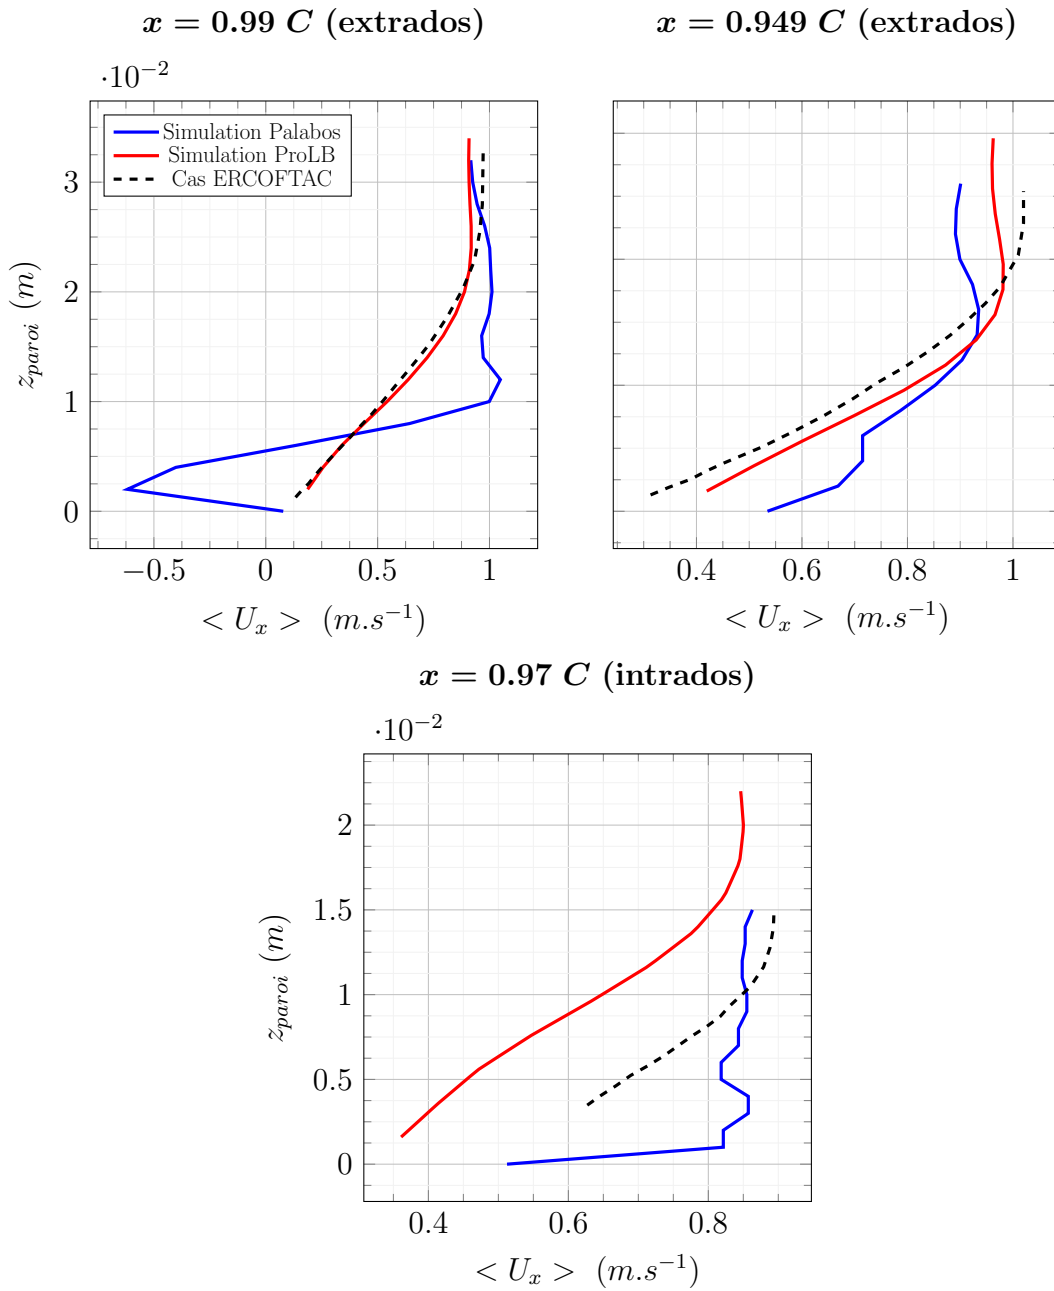 x = 0.99 C (extrados)
x = 0.949 C (extrados)
·10⁻²
Simulation Palabos
Simulation ProLB
Cas ERCOFTAC
3
2
1
0
z_paroi (m)
−0.5 0 0.5 1
0.4 0.6 0.8 1
< U_x > (m.s⁻¹)
< U_x > (m.s⁻¹)
x = 0.97 C (intrados)
·10⁻²
2
1.5
1
0.5
0
z_paroi (m)
0.4 0.6 0.8
< U_x > (m.s⁻¹)